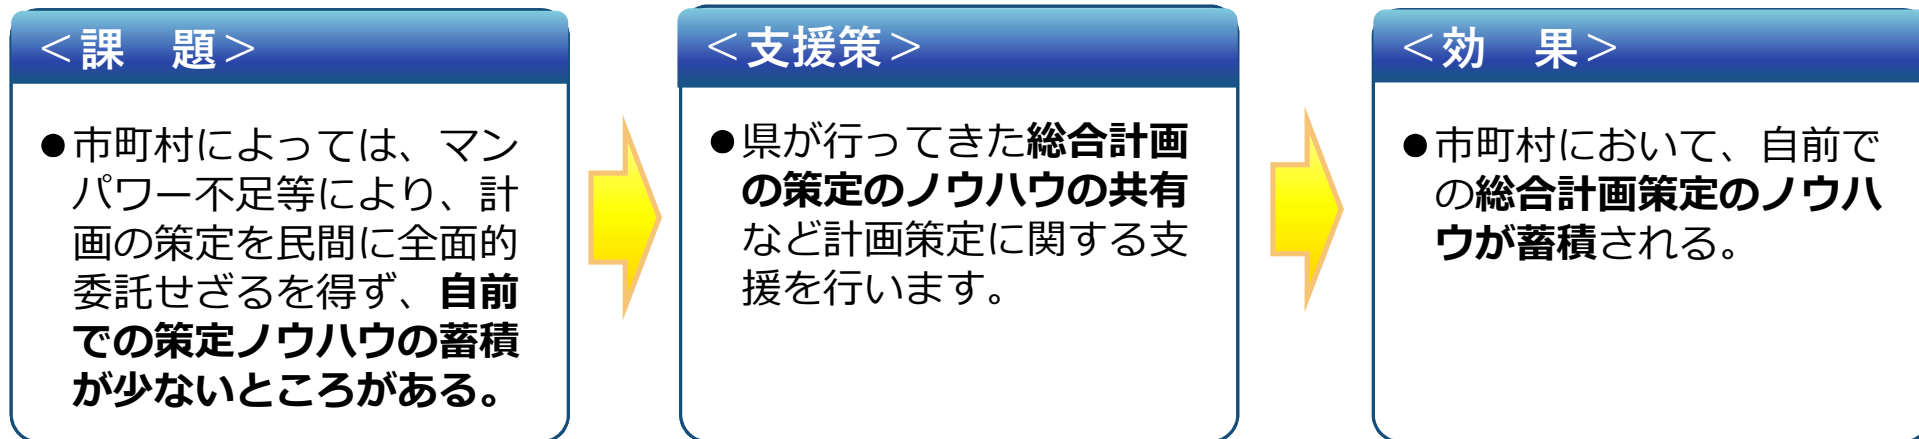 ＜課　題＞
●市町村によっては、マン
パワー不足等により、計
画の策定を民間に全面的
委託せざるを得ず、自前
での策定ノウハウの蓄積
が少ないところがある。
＜支援策＞
●県が行ってきた総合計画
の策定のノウハウの共有
など計画策定に関する支
援を行います。
＜効　果＞
●市町村において、自前で
の総合計画策定のノウハ
ウが蓄積される。